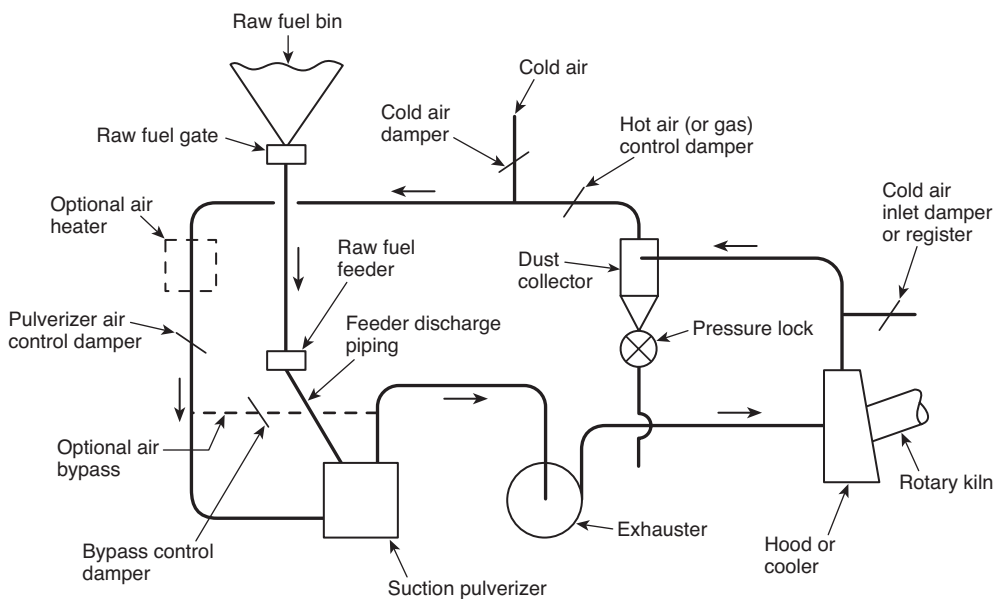 Raw fuel bin
Cold air
Cold air
damper
Hot air (or gas)
control damper
Raw fuel gate
Cold air
inlet damper
or register
Optional air
heater
Raw fuel
feeder
Dust
collector
Pulverizer air
control damper
Feeder discharge
piping
Pressure lock
Optional air
bypass
Rotary kiln
Exhauster
Bypass control
damper
Hood or
cooler
Suction pulverizer